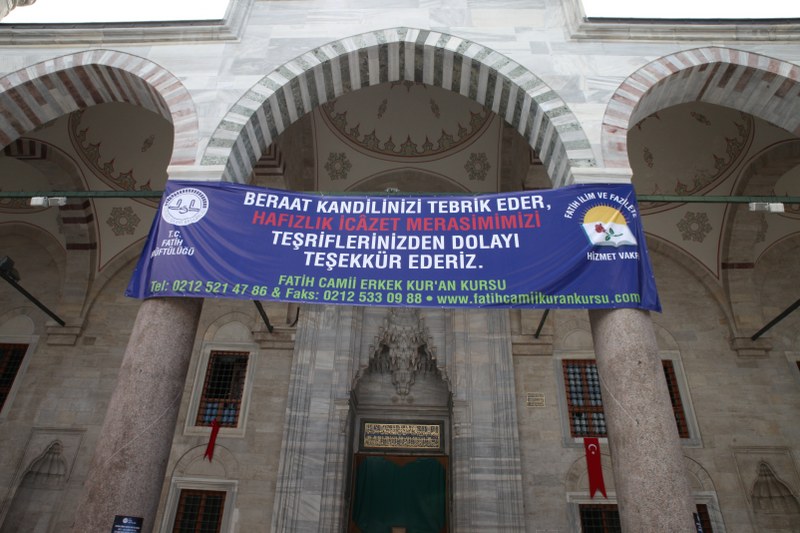 BERAAT KANDİLİNİZİ TEBRİK EDER,
HAFIZLIK İCÂZET MERASİMİMİZİ
TEŞRİFLERİNİZDEN DOLAYI
TEŞEKKÜR EDERİZ.
FATİH CAMİİ ERKEK KUR'AN KURSU
Tel: 0212 521 47 86 & Faks: 0212 533 09 88 • www.fatihcamiikurankursu.com
T.C.
FATİH
MÜFTÜLÜĞÜ
FATİH İLİM VE FAZİLET
HİZMET VAKFI